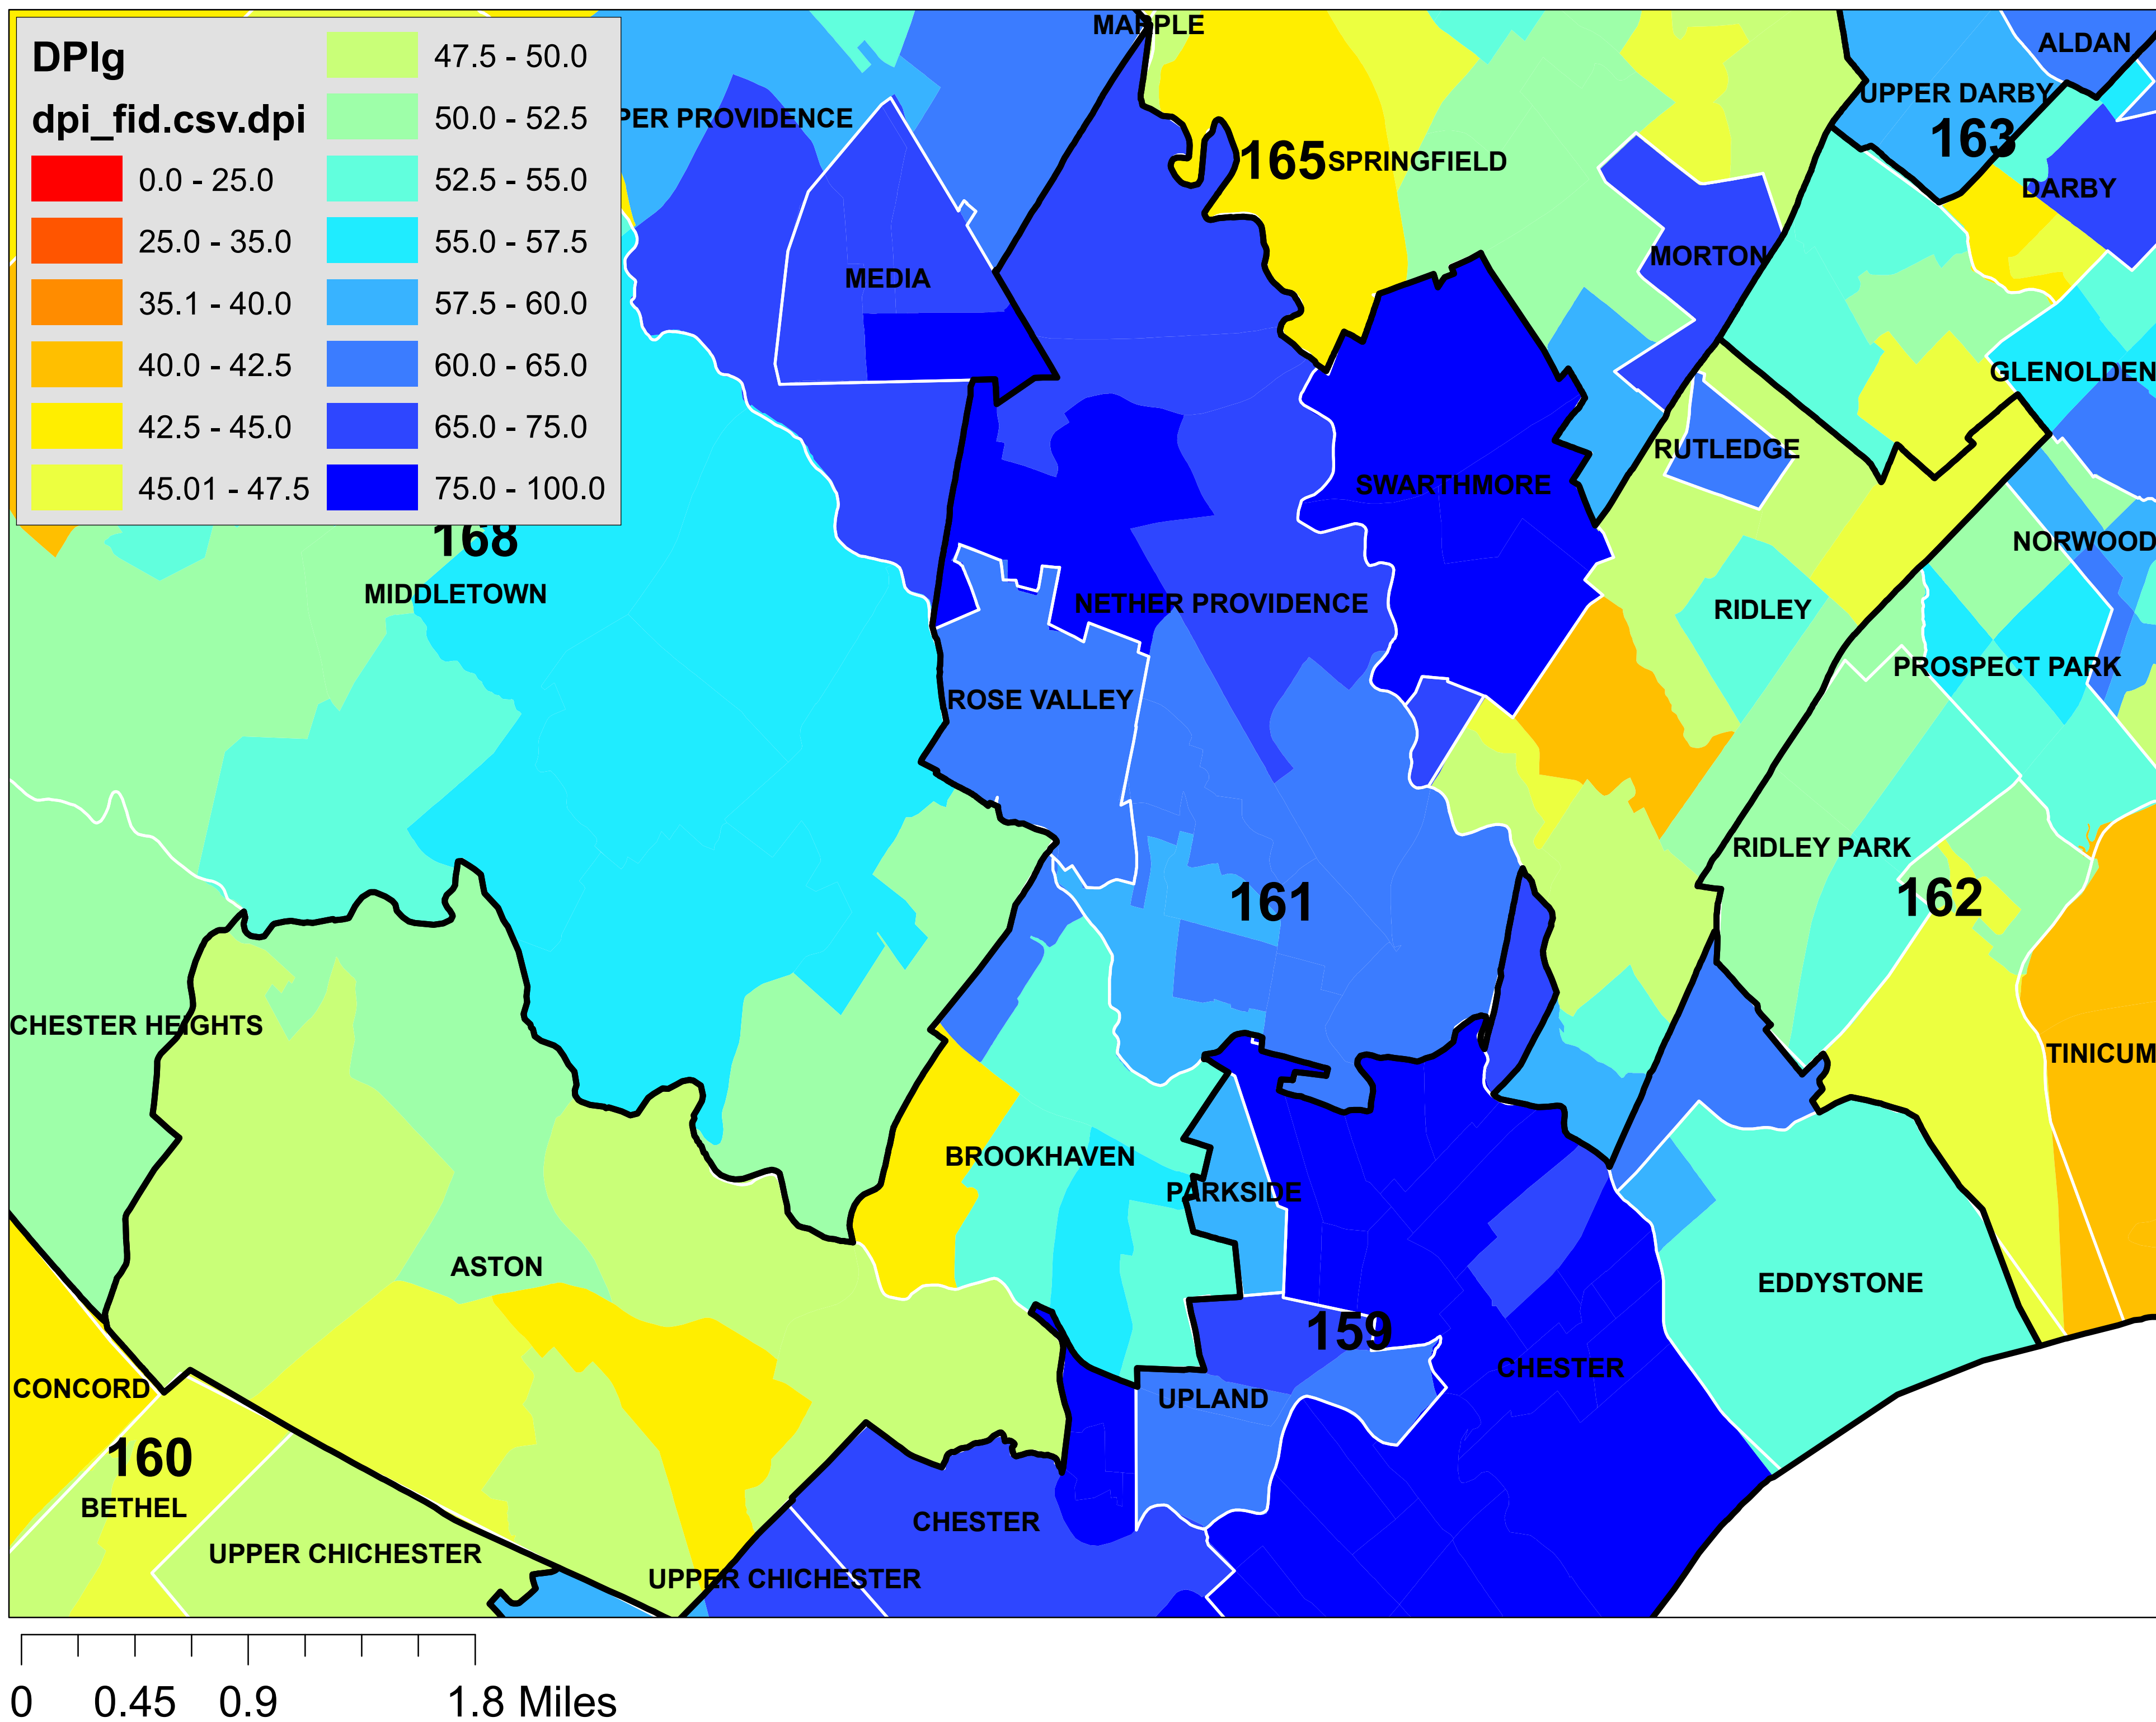 DPIg
dpi_fid.csv.dpi
0.0 - 25.0
25.0 - 35.0
35.1 - 40.0
40.0 - 42.5
42.5 - 45.0
45.01 - 47.5
47.5 - 50.0
50.0 - 52.5
52.5 - 55.0
55.0 - 57.5
57.5 - 60.0
60.0 - 65.0
65.0 - 75.0
75.0 - 100.0
MARPLE
ALDAN
UPPER DARBY
PER PROVIDENCE
163
165
SPRINGFIELD
DARBY
MORTON
MEDIA
GLENOLDEN
RUTLEDGE
SWARTHMORE
168
NORWOOD
MIDDLETOWN
NETHER PROVIDENCE
RIDLEY
PROSPECT PARK
ROSE VALLEY
RIDLEY PARK
161
162
CHESTER HEIGHTS
TINICUM
BROOKHAVEN
PARKSIDE
ASTON
EDDYSTONE
159
CHESTER
CONCORD
UPLAND
160
BETHEL
CHESTER
UPPER CHICHESTER
UPPER CHICHESTER
0 0.45 0.9 1.8 Miles